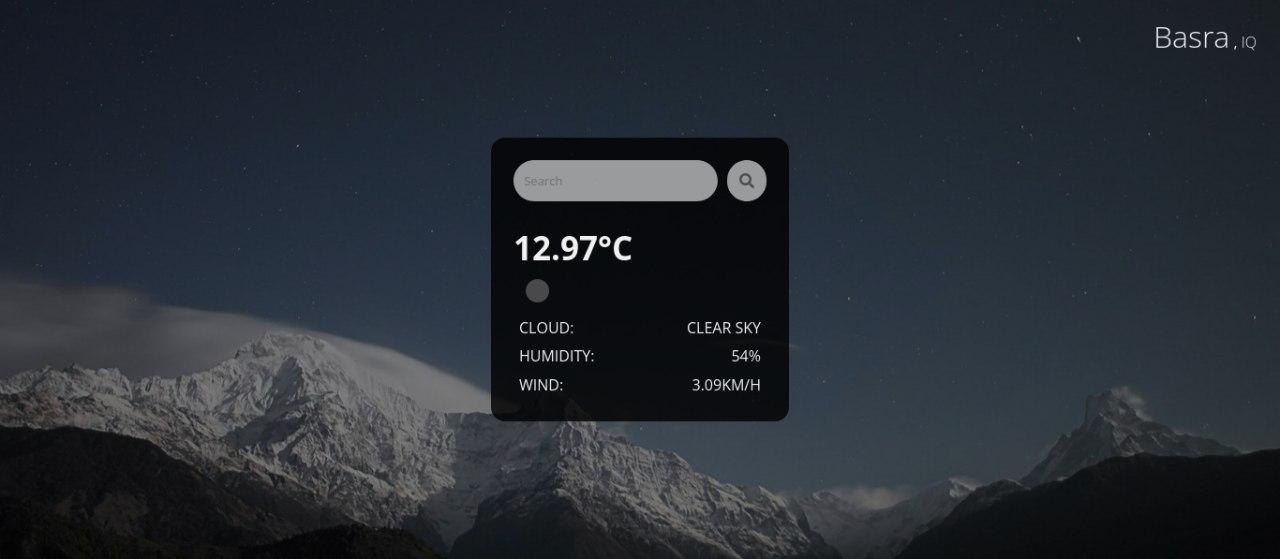 Basra , IQ
Search
12.97°C
CLOUD: CLEAR SKY
HUMIDITY: 54%
WIND: 3.09KM/H